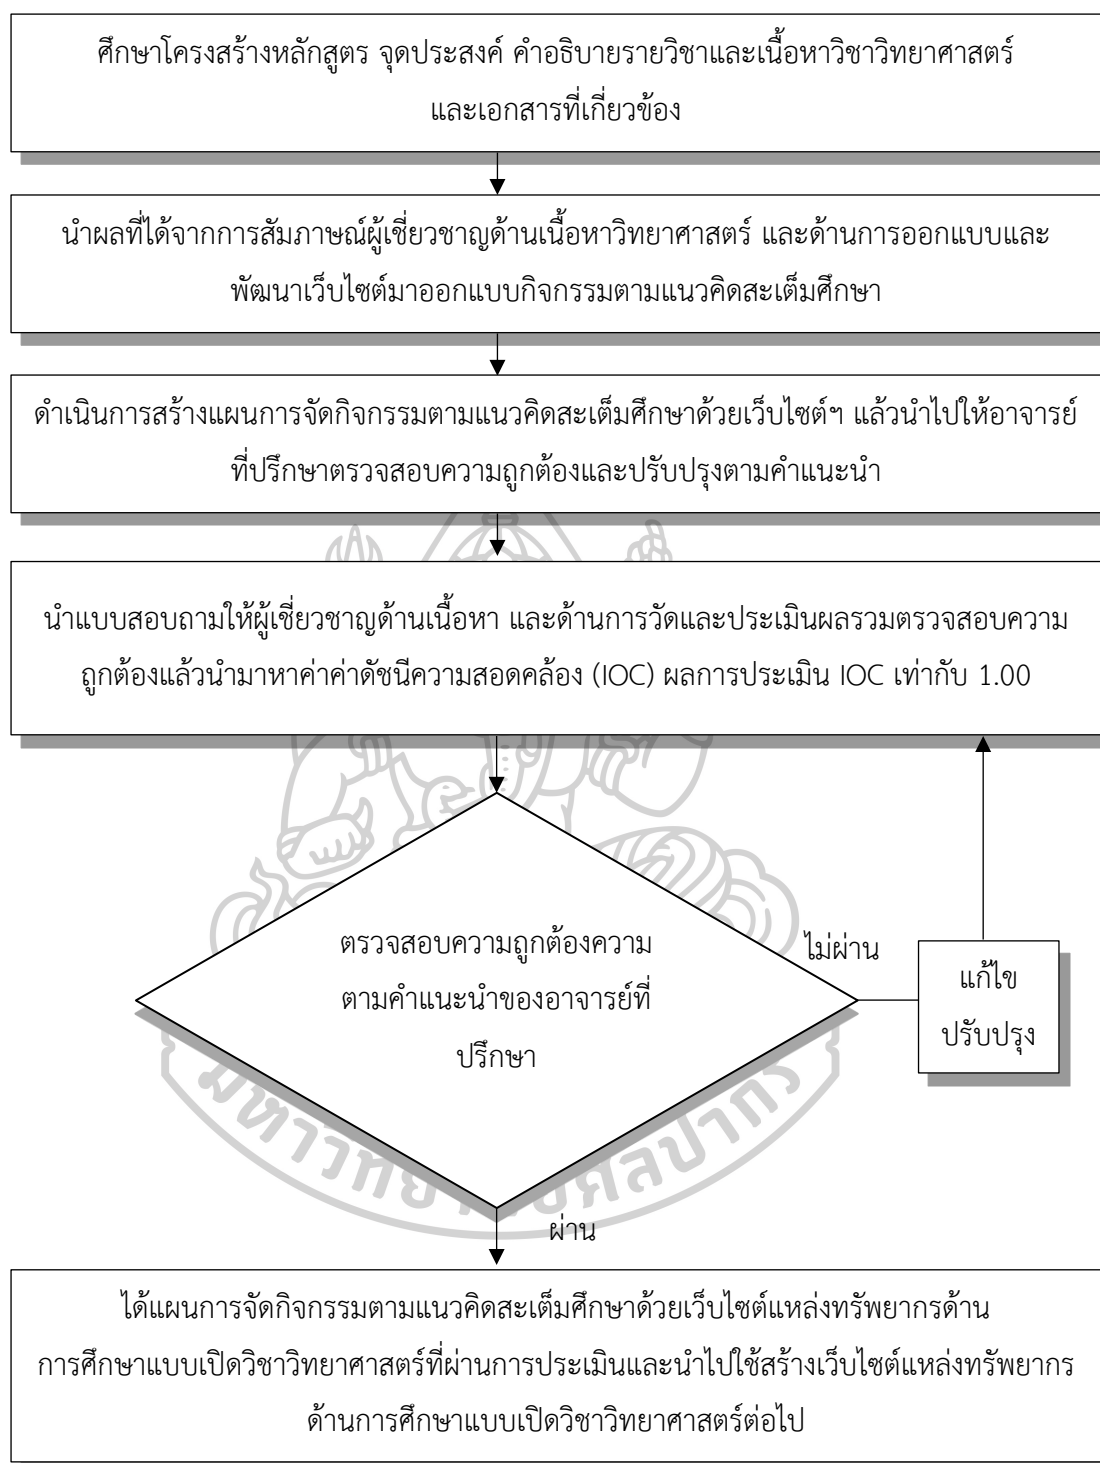 ศึกษาโครงสร้างหลักสูตร จุดประสงค์ คำอธิบายรายวิชาและเนื้อหาวิชาวิทยาศาสตร์
และเอกสารที่เกี่ยวข้อง
นำผลที่ได้จากการสัมภาษณ์ผู้เชี่ยวชาญด้านเนื้อหาวิทยาศาสตร์ และด้านการออกแบบและ
พัฒนาเว็บไซต์มาออกแบบกิจกรรมตามแนวคิดสะเต็มศึกษา
ดำเนินการสร้างแผนการจัดกิจกรรมตามแนวคิดสะเต็มศึกษาด้วยเว็บไซต์ฯ แล้วนำไปให้อาจารย์
ที่ปรึกษาตรวจสอบความถูกต้องและปรับปรุงตามคำแนะนำ
นำแบบสอบถามให้ผู้เชี่ยวชาญด้านเนื้อหา และด้านการวัดและประเมินผลรวมตรวจสอบความ
ถูกต้องแล้วนำมาหาค่าค่าดัชนีความสอดคล้อง (IOC) ผลการประเมิน IOC เท่ากับ 1.00
ตรวจสอบความถูกต้องความ
ตามคำแนะนำของอาจารย์ที่
ปรึกษา
ไม่ผ่าน
แก้ไข
ปรับปรุง
ผ่าน
ได้แผนการจัดกิจกรรมตามแนวคิดสะเต็มศึกษาด้วยเว็บไซต์แหล่งทรัพยากรด้าน
การศึกษาแบบเปิดวิชาวิทยาศาสตร์ที่ผ่านการประเมินและนำไปใช้สร้างเว็บไซต์แหล่งทรัพยากร
ด้านการศึกษาแบบเปิดวิชาวิทยาศาสตร์ต่อไป